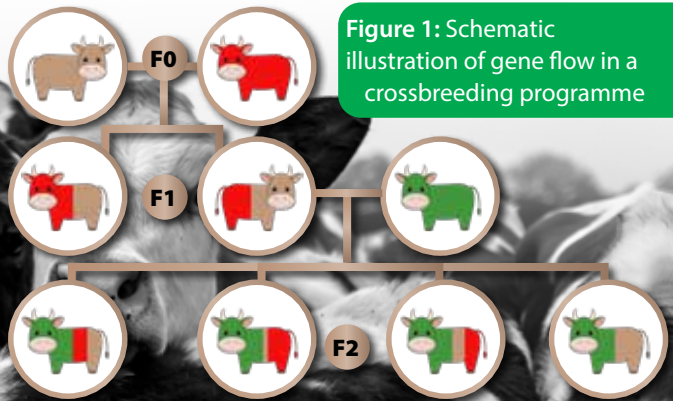 Figure 1: Schematic
illustration of gene flow in a
crossbreeding programme
F0
F1
F2